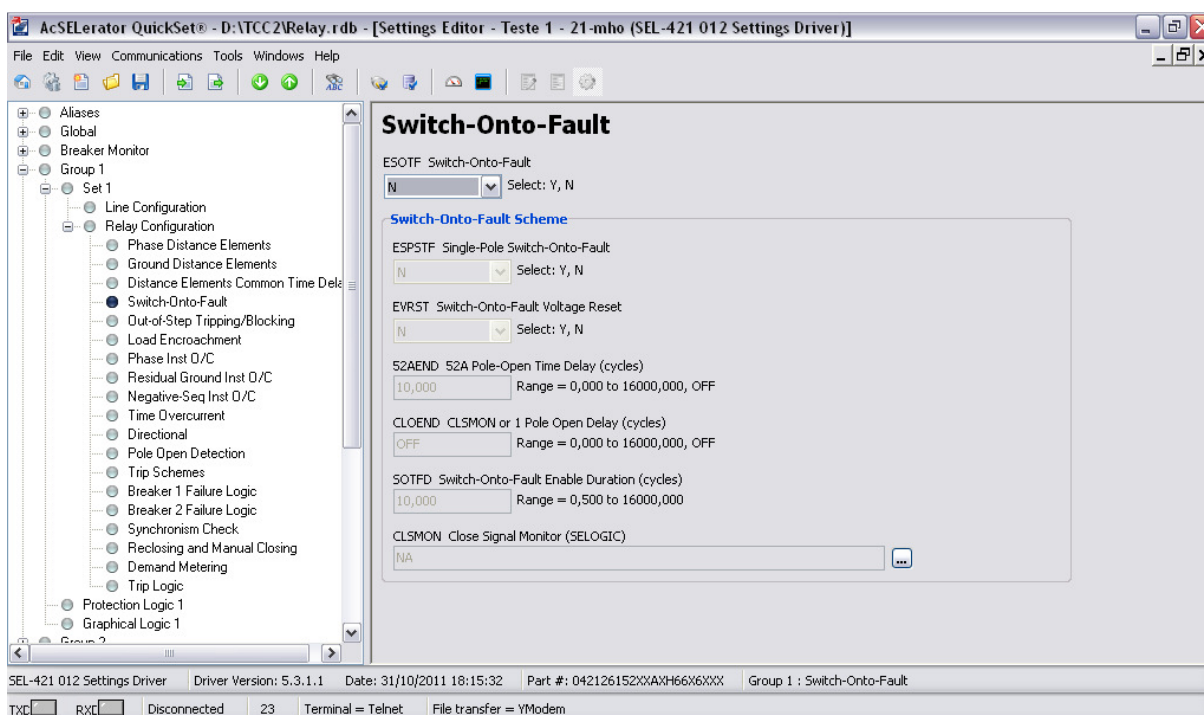 AcSELerator QuickSet® - D:\TCC2\Relay.rdb - [Settings Editor - Teste 1 - 21-mho (SEL-421 012 Settings Driver)]
File Edit View Communications Tools Windows Help
Aliases
Global
Breaker Monitor
Group 1
Set 1
Line Configuration
Relay Configuration
Phase Distance Elements
Ground Distance Elements
Distance Elements Common Time Dela
Switch-Onto-Fault
Out-of-Step Tripping/Blocking
Load Encroachment
Phase Inst O/C
Residual Ground Inst O/C
Negative-Seq Inst O/C
Time Overcurrent
Directional
Pole Open Detection
Trip Schemes
Breaker 1 Failure Logic
Breaker 2 Failure Logic
Synchronism Check
Reclosing and Manual Closing
Demand Metering
Trip Logic
Protection Logic 1
Graphical Logic 1
Group 2
Switch-Onto-Fault
ESOTF Switch-Onto-Fault
N Select: Y, N
Switch-Onto-Fault Scheme
ESPSTF Single-Pole Switch-Onto-Fault
N Select: Y, N
EVRST Switch-Onto-Fault Voltage Reset
N Select: Y, N
52AEND 52A Pole-Open Time Delay (cycles)
10,000 Range = 0,000 to 16000,000, OFF
CLOEND CLSMON or 1 Pole Open Delay (cycles)
OFF Range = 0,000 to 16000,000, OFF
SOTFD Switch-Onto-Fault Enable Duration (cycles)
10,000 Range = 0,500 to 16000,000
CLSMON Close Signal Monitor (SELOGIC)
NA ...
SEL-421 012 Settings Driver Driver Version: 5.3.1.1 Date: 31/10/2011 18:15:32 Part #: 042126152XXAXH66X6XXX Group 1 : Switch-Onto-Fault
TXD RXD Disconnected 23 Terminal = Telnet File transfer = YModem